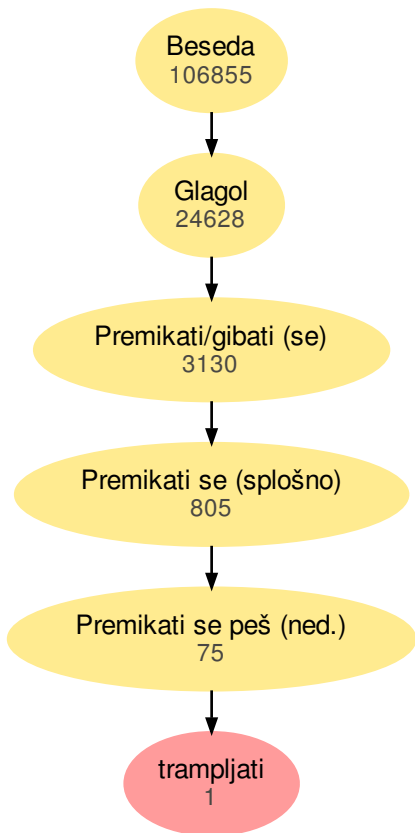 Beseda
106855
Glagol
24628
Premikati/gibati (se)
3130
Premikati se (splošno)
805
Premikati se peš (ned.)
75
trampljati
1